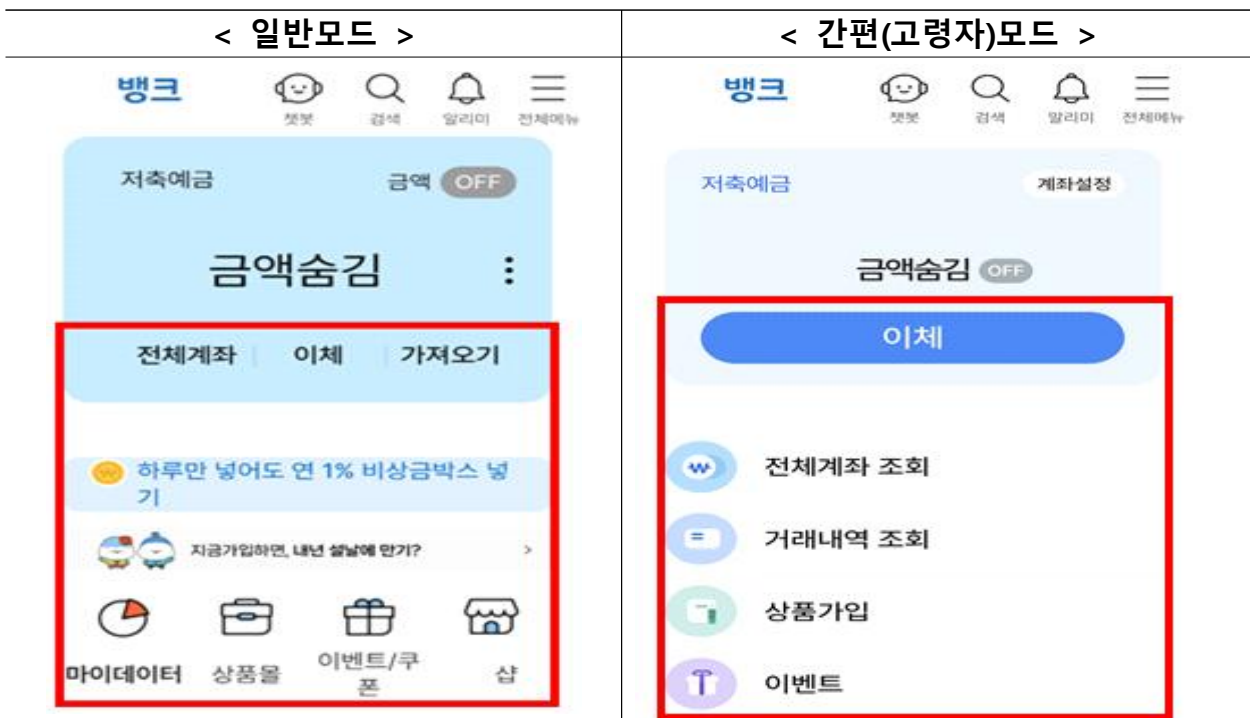 < 일반모드 >
< 간편(고령자)모드 >
뱅크
챗봇
검색
알리미
전체메뉴
저축예금
금액 OFF
금액숨김
전체계좌
이체
가져오기
하루만 넣어도 연 1% 비상금박스 넣
기
지금가입하면, 내년 설날에 만기?
마이데이터
상품몰
이벤트/쿠
폰
샵
뱅크
챗봇
검색
알리미
전체메뉴
저축예금
계좌설정
금액숨김 OFF
이체
전체계좌 조회
거래내역 조회
상품가입
이벤트